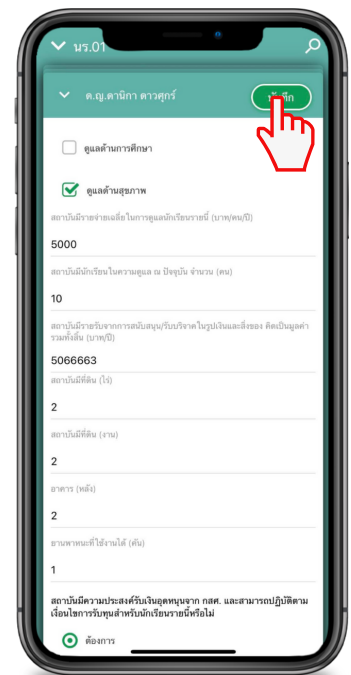 นร.01
ด.ญ.ดานิกา ดาวศุกร์
ดูแลด้านการศึกษา
ดูแลด้านสุขภาพ
สถาบันมีรายจ่ายเฉลี่ยในการดูแลนักเรียนรายนี้ (บาท/คน/ปี)
5000
สถาบันมีนักเรียนในความดูแล ณ ปัจจุบัน จำนวน (คน)
10
สถาบันมีรายรับจากการสนับสนุน/รับบริจาคในรูปเงินและสิ่งของ คิดเป็นมูลค่า
รวมทั้งสิ้น (บาท/ปี)
5066663
สถาบันมีที่ดิน (ไร่)
2
สถาบันมีที่ดิน (งาน)
2
อาคาร (หลัง)
2
ยานพาหนะที่ใช้งานได้ (คัน)
1
สถาบันมีความประสงค์รับเงินอุดหนุนจาก กสศ. และสามารถปฏิบัติตาม
เงื่อนไขการรับทุนสำหรับนักเรียนรายนี้หรือไม่
ต้องการ